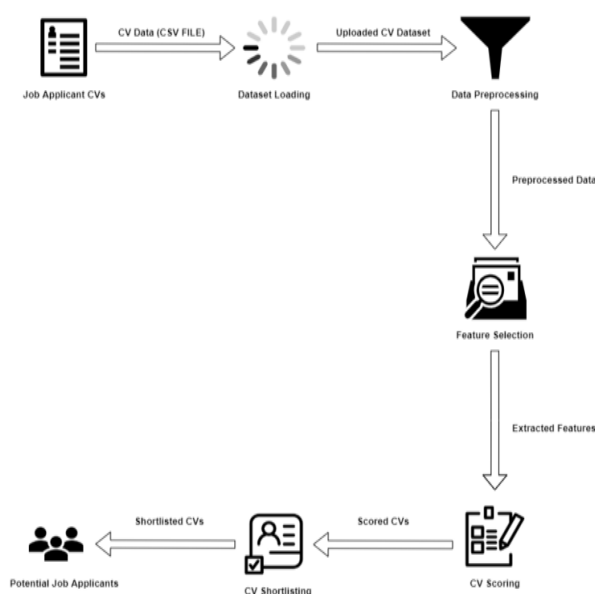 CV Data (CSV FILE)
Uploaded CV Dataset
Job Applicant CVs
Dataset Loading
Data Preprocessing
Preprocessed Data
Feature Selection
Extracted Features
Shortlisted CVs
Scored CVs
Potential Job Applicants
CV Shortlisting
CV Scoring